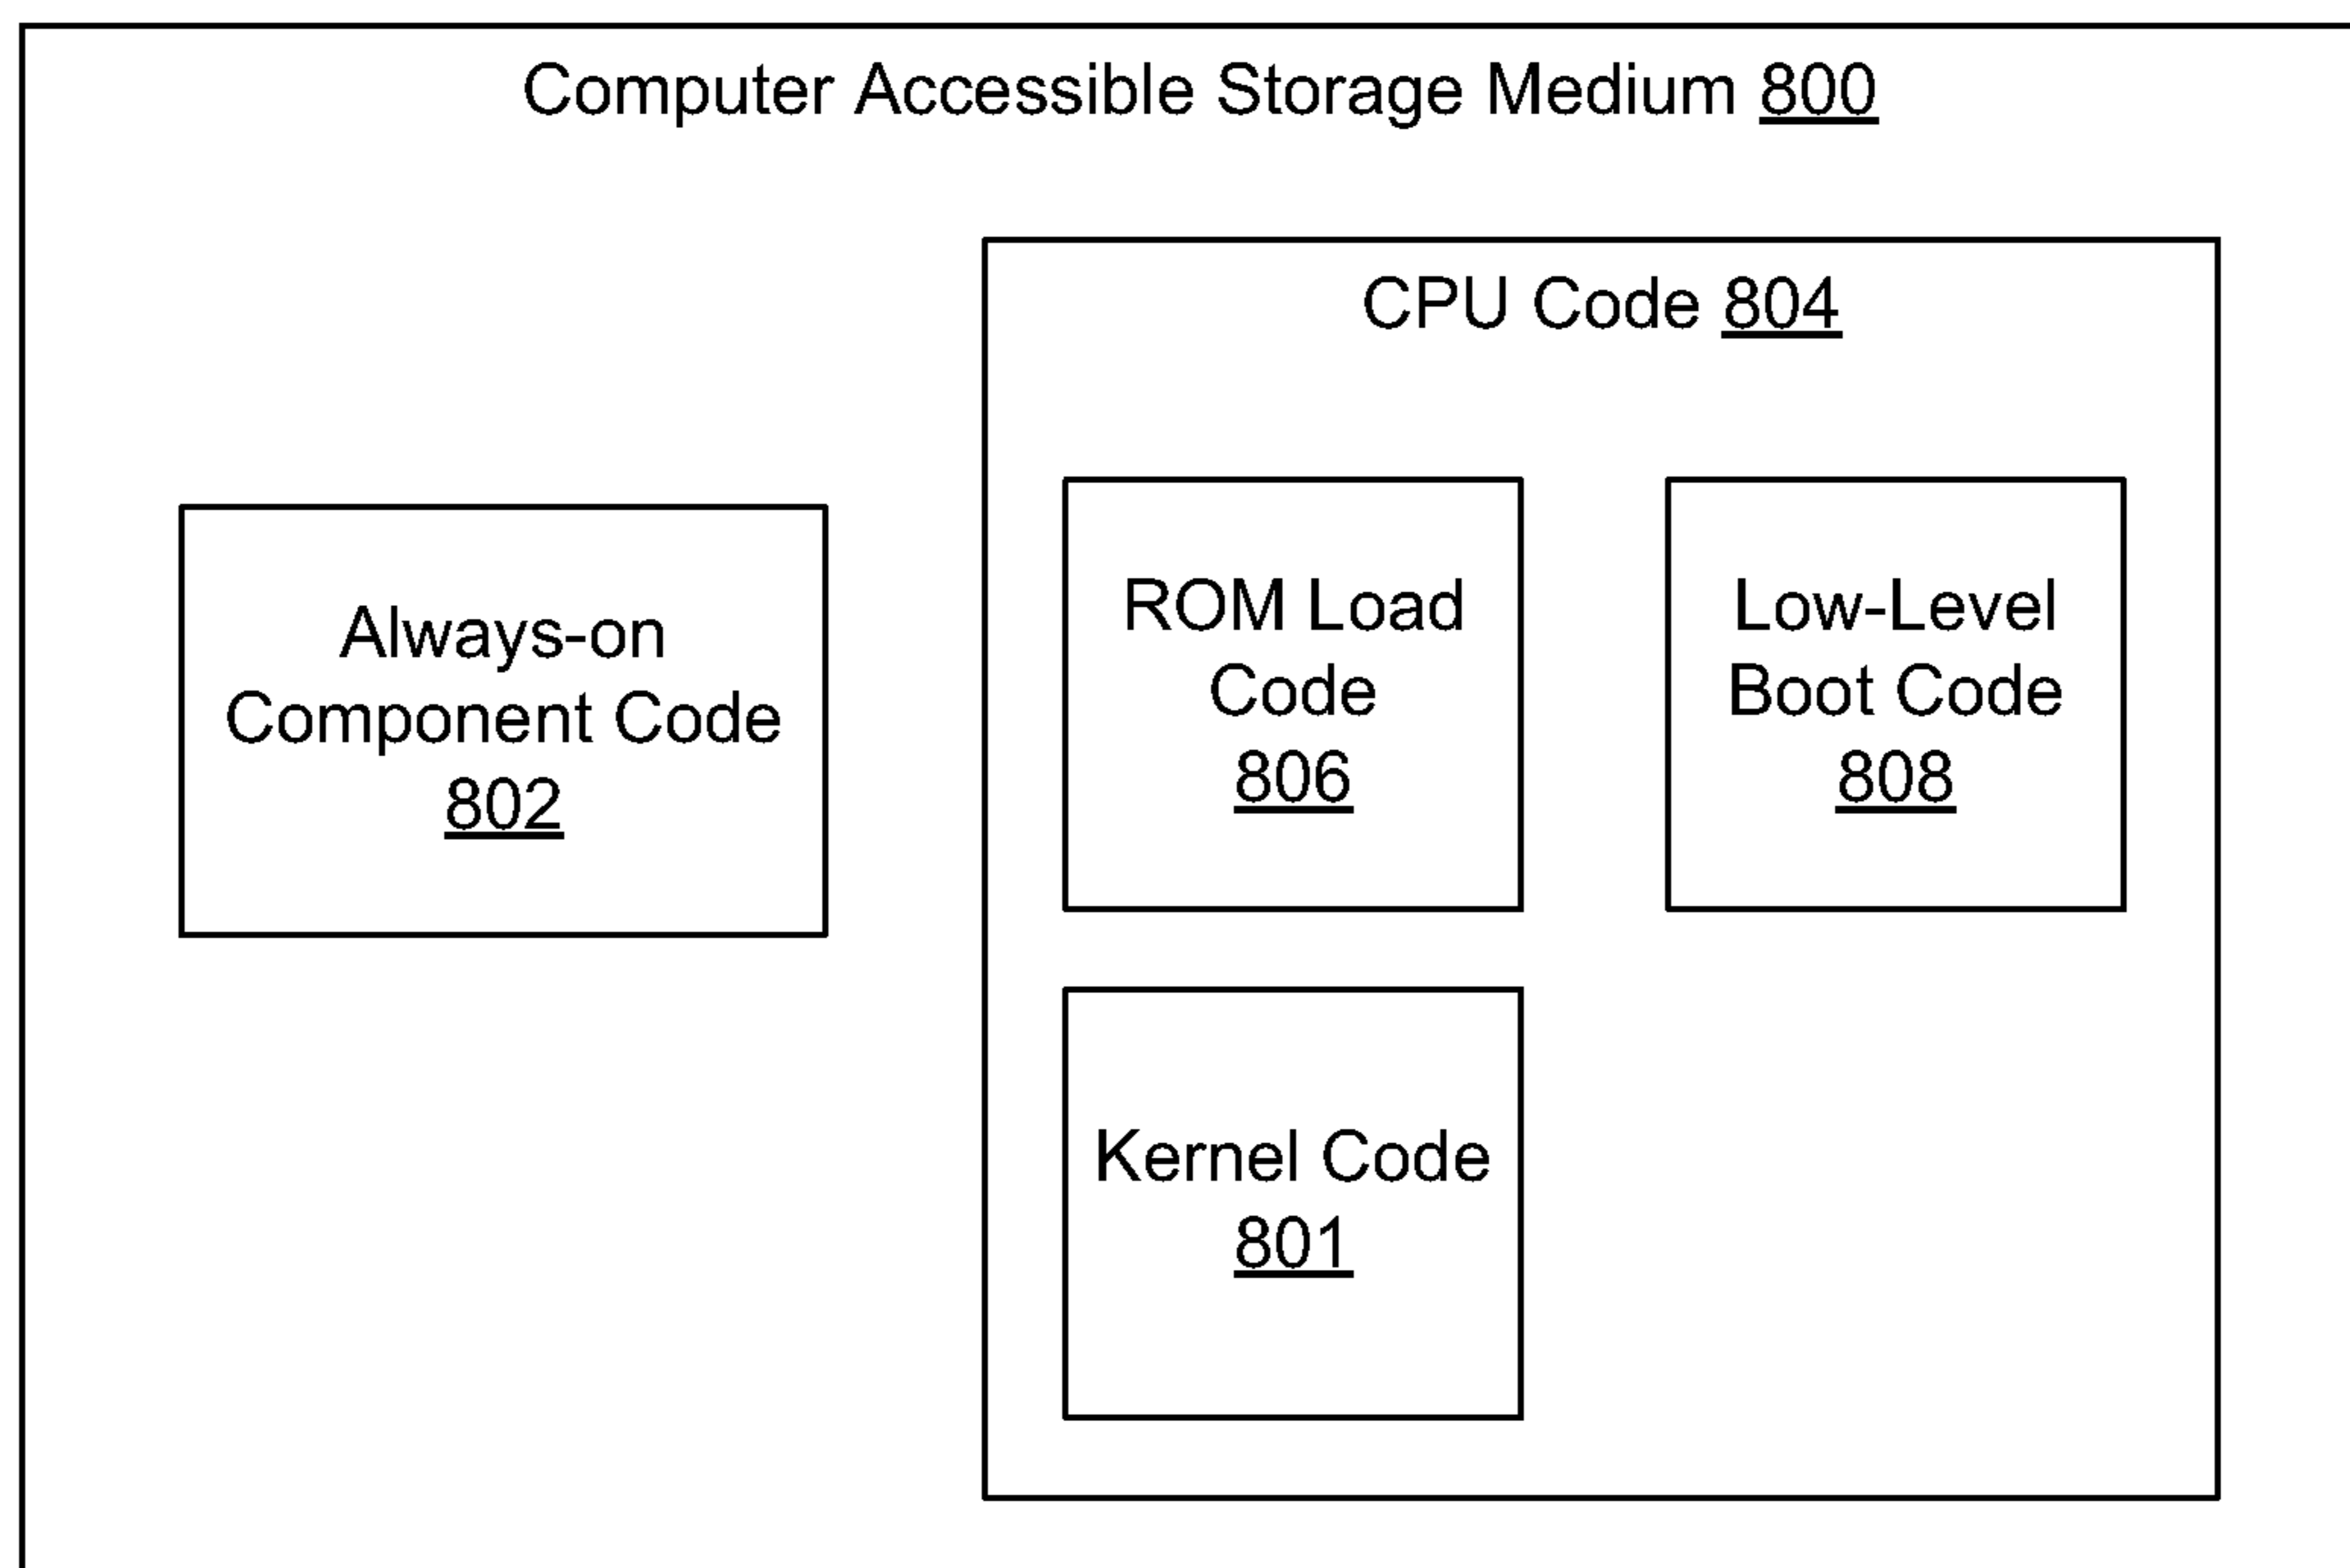 Computer Accessible Storage Medium 800
CPU Code 804
Always-on
Component Code
802
ROM Load
Code
806
Low-Level
Boot Code
808
Kernel Code
801